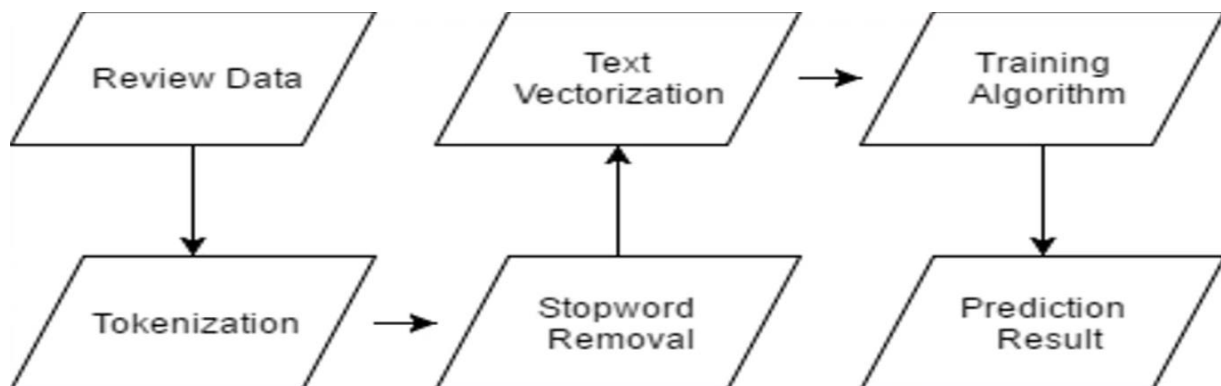 Review Data
Text
Vectorization
Training
Algorithm
Tokenization
Stopword
Removal
Prediction
Result